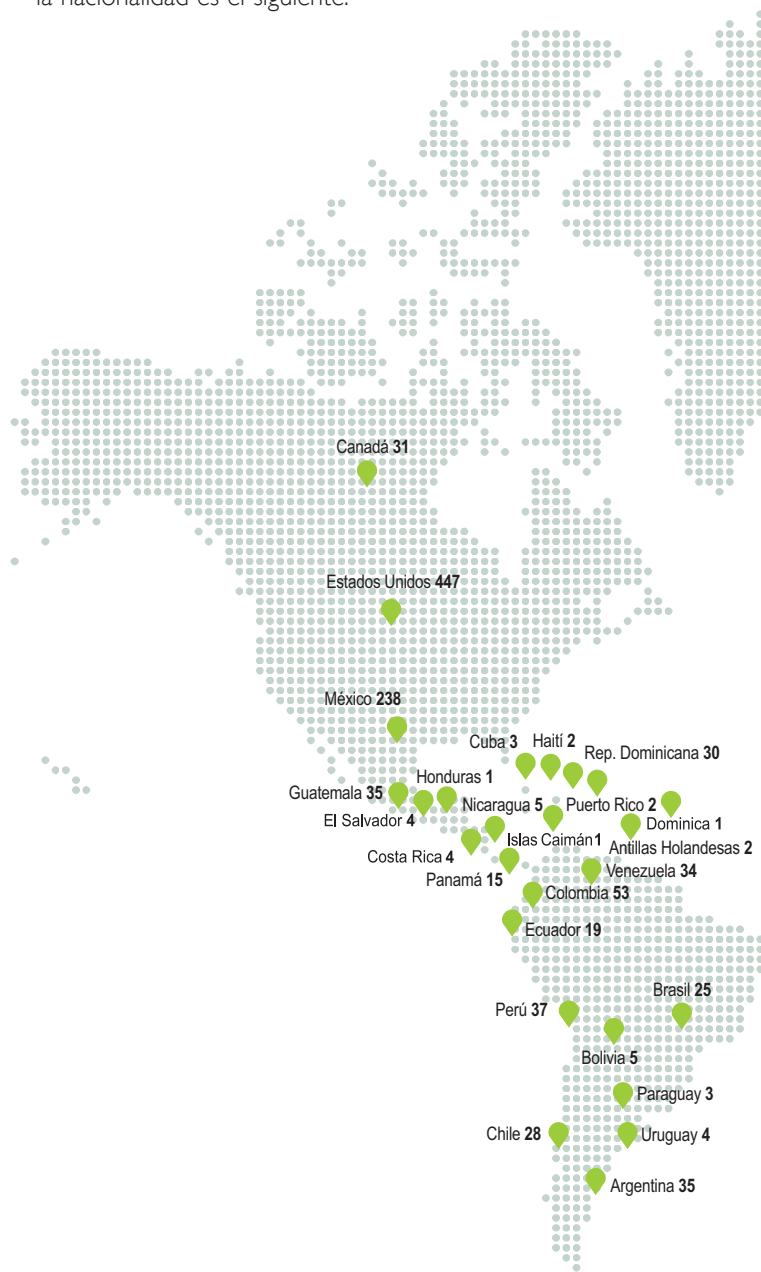 la nacionalidad es el siguiente:
Canadá 31
Estados Unidos 447
México 238
Cuba 3
Haití 2
Rep. Dominicana 30
Honduras 1
Guatemala 35
Nicaragua 5
Puerto Rico 2
El Salvador 4
Dominica 1
Islas Caimán 1
Antillas Holandesas 2
Costa Rica 4
Venezuela 34
Panamá 15
Colombia 53
Ecuador 19
Brasil 25
Perú 37
Bolivia 5
Paraguay 3
Chile 28
Uruguay 4
Argentina 35